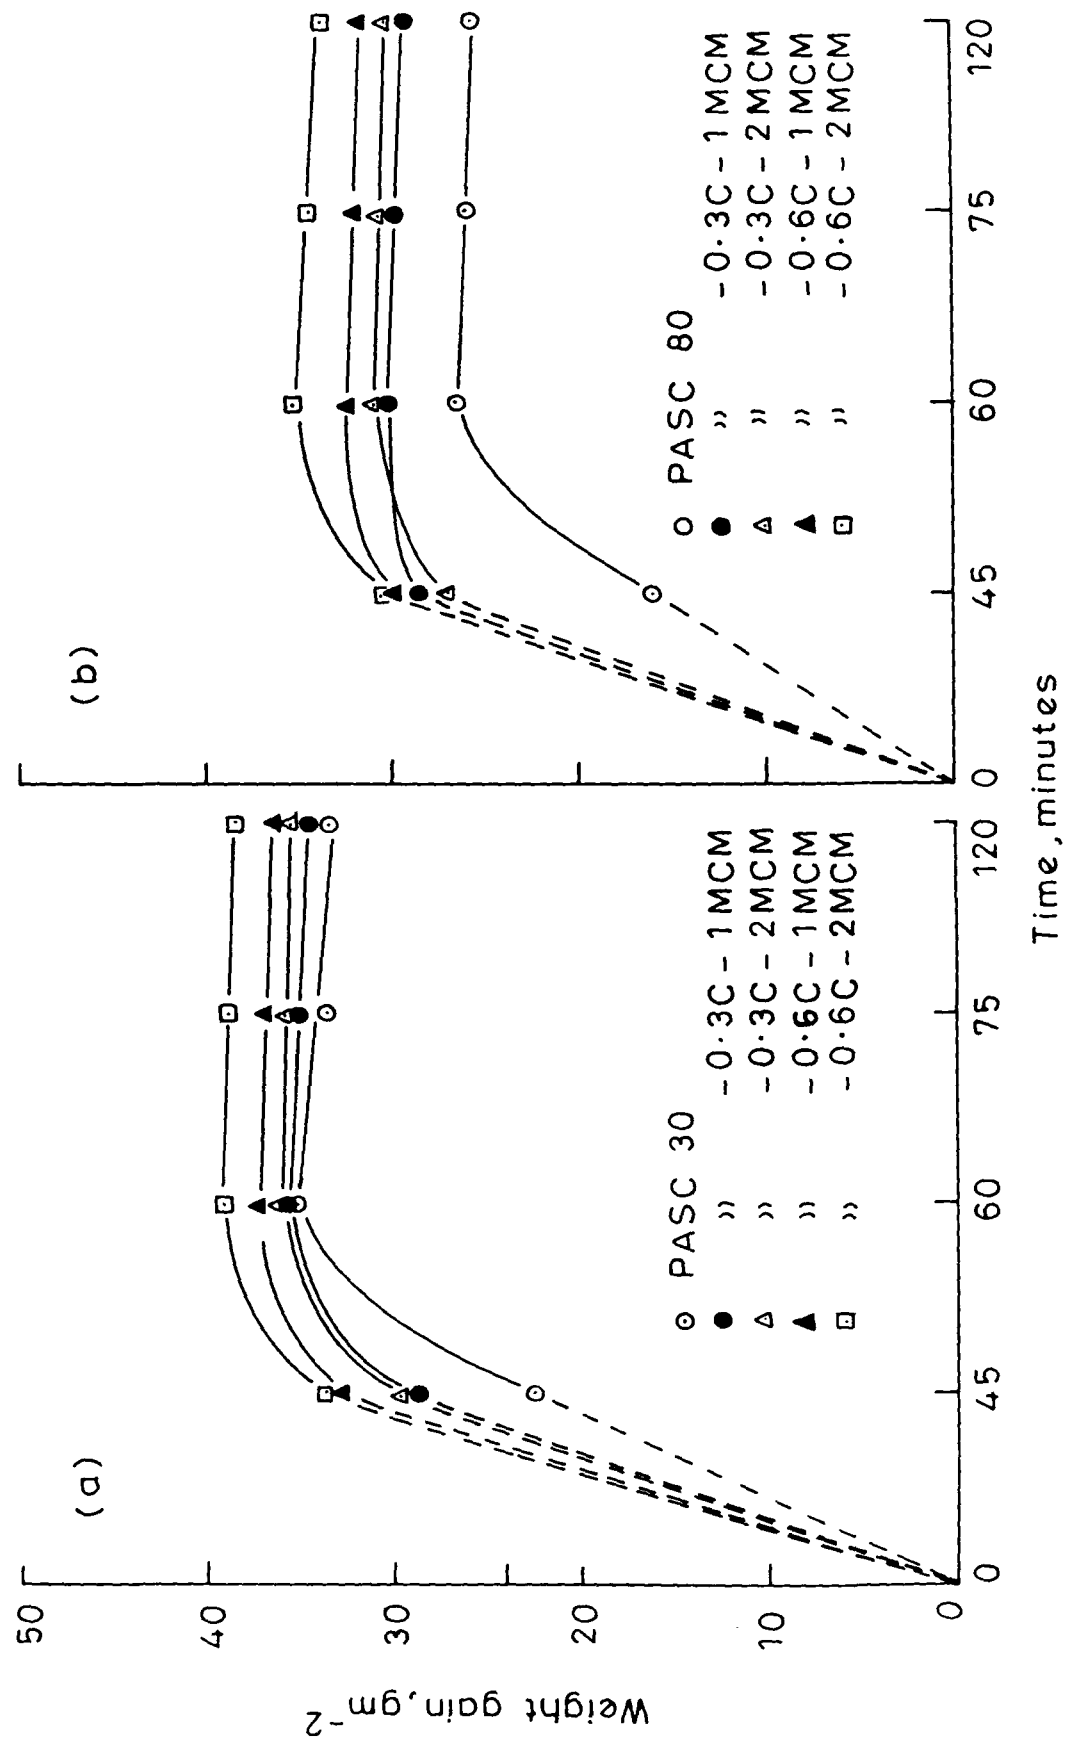 (a)
50
40
30
20
10
0
Weight gain, gm⁻²
⊙ PASC 30
● ,, -0·3C - 1MCM
△ ,, -0·3C - 2MCM
▲ ,, -0·6C - 1MCM
⊡ ,, -0·6C - 2MCM
0 45 60 75 120
(b)
○ PASC 80
● ,, -0·3C - 1MCM
△ ,, -0·3C - 2MCM
▲ ,, -0·6C - 1MCM
⊡ ,, -0·6C - 2MCM
0 45 60 75 120
Time, minutes